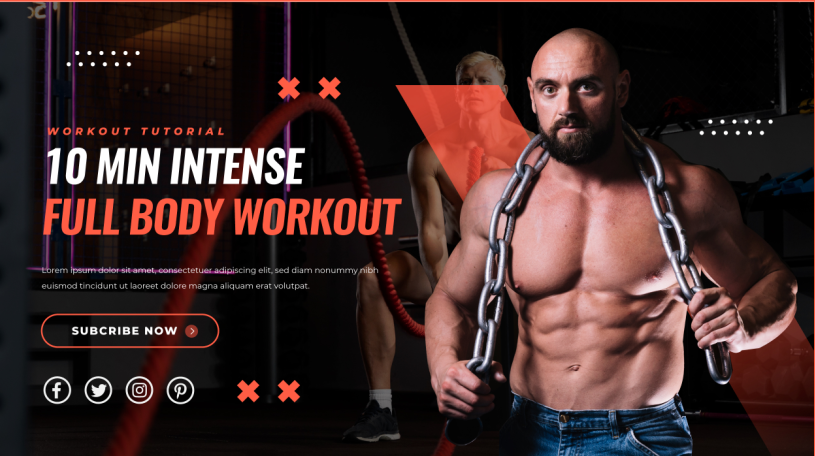 WORKOUT TUTORIAL
10 MIN INTENSE
FULL BODY WORKOUT
Lorem ipsum dolor sit amet, consectetuer adipiscing elit, sed diam nonummy nibh
euismod tincidunt ut laoreet dolore magna aliquam erat volutpat.
SUBCRIBE NOW